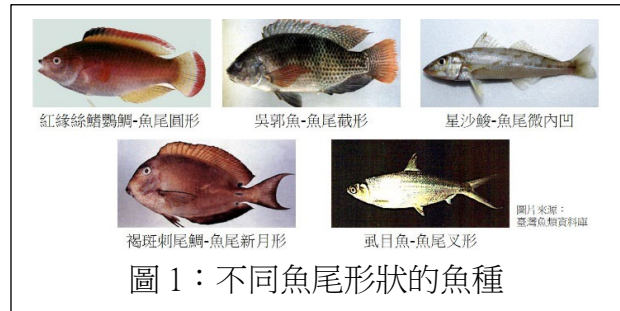 紅緣絲鰭鸚鯛-魚尾圓形
吳郭魚-魚尾截形
星沙鮻-魚尾微內凹
褐斑刺尾鯛-魚尾新月形
虱目魚-魚尾叉形
圖片來源：
臺灣魚類資料庫
圖 1：不同魚尾形狀的魚種